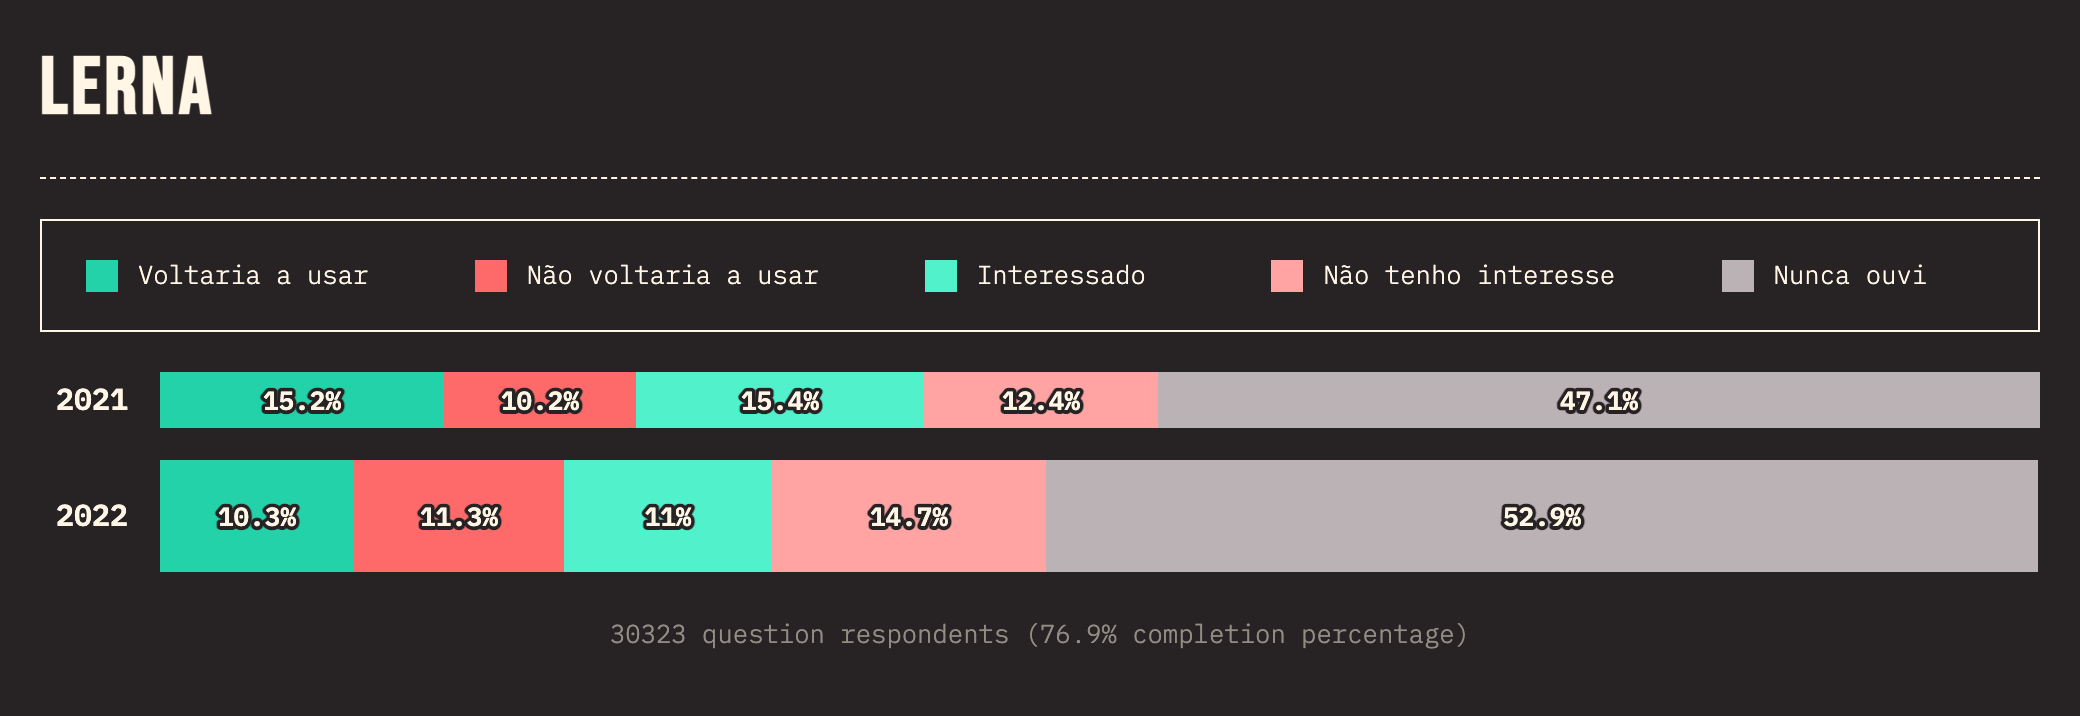 LERNA
Voltaria a usar Não voltaria a usar Interessado Não tenho interesse Nunca ouvi
2021 15.2% 10.2% 15.4% 12.4% 47.1%
2022 10.3% 11.3% 11% 14.7% 52.9%
30323 question respondents (76.9% completion percentage)